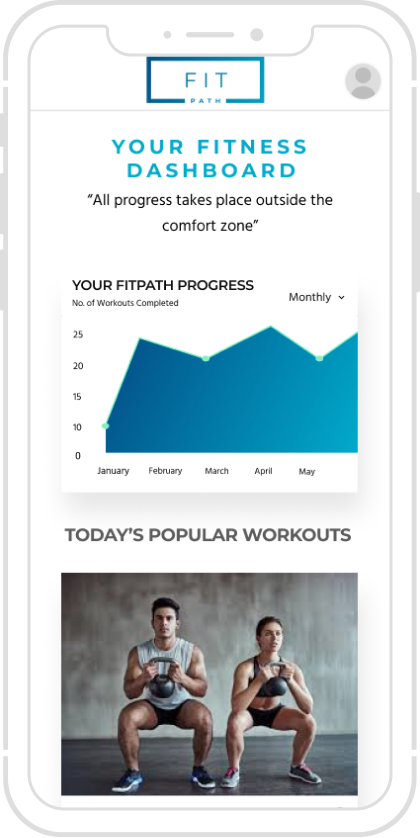 FIT
PATH
YOUR FITNESS
DASHBOARD
“All progress takes place outside the
comfort zone”
YOUR FITPATH PROGRESS
No. of Workouts Completed
Monthly
25
20
15
10
0
January February March April May
TODAY’S POPULAR WORKOUTS